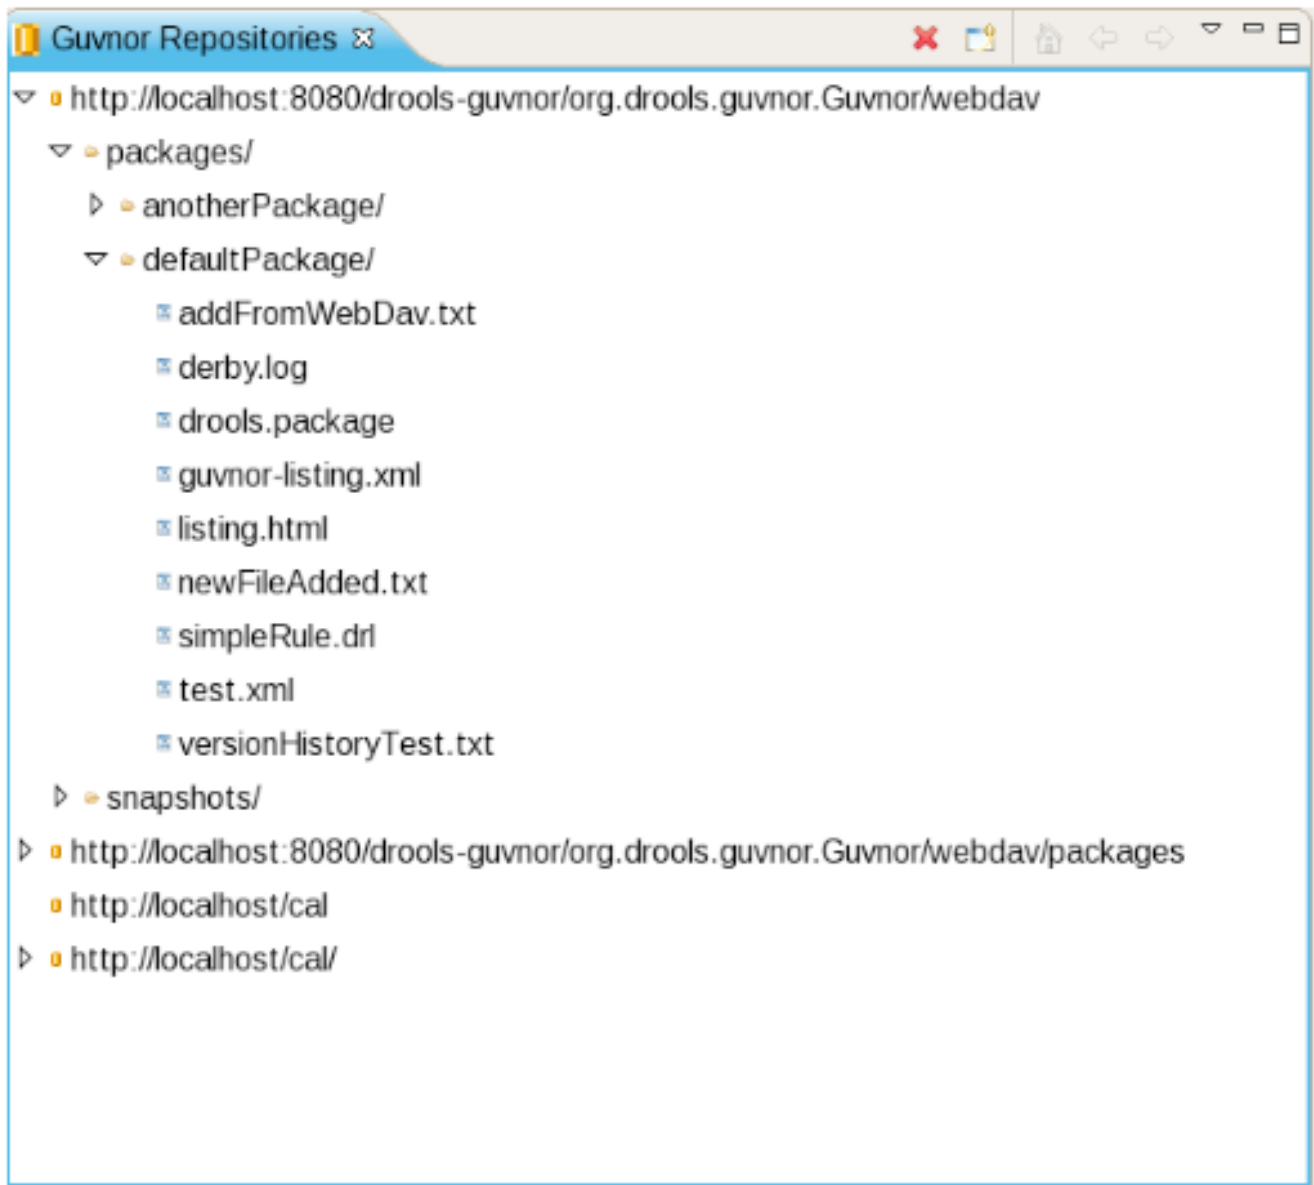 Guvnor Repositories
http://localhost:8080/drools-guvnor/org.drools.guvnor.Guvnor/webdav
packages/
anotherPackage/
defaultPackage/
addFromWebDav.txt
derby.log
drools.package
guvnor-listing.xml
listing.html
newFileAdded.txt
simpleRule.drl
test.xml
versionHistoryTest.txt
snapshots/
http://localhost:8080/drools-guvnor/org.drools.guvnor.Guvnor/webdav/packages
http://localhost/cal
http://localhost/cal/